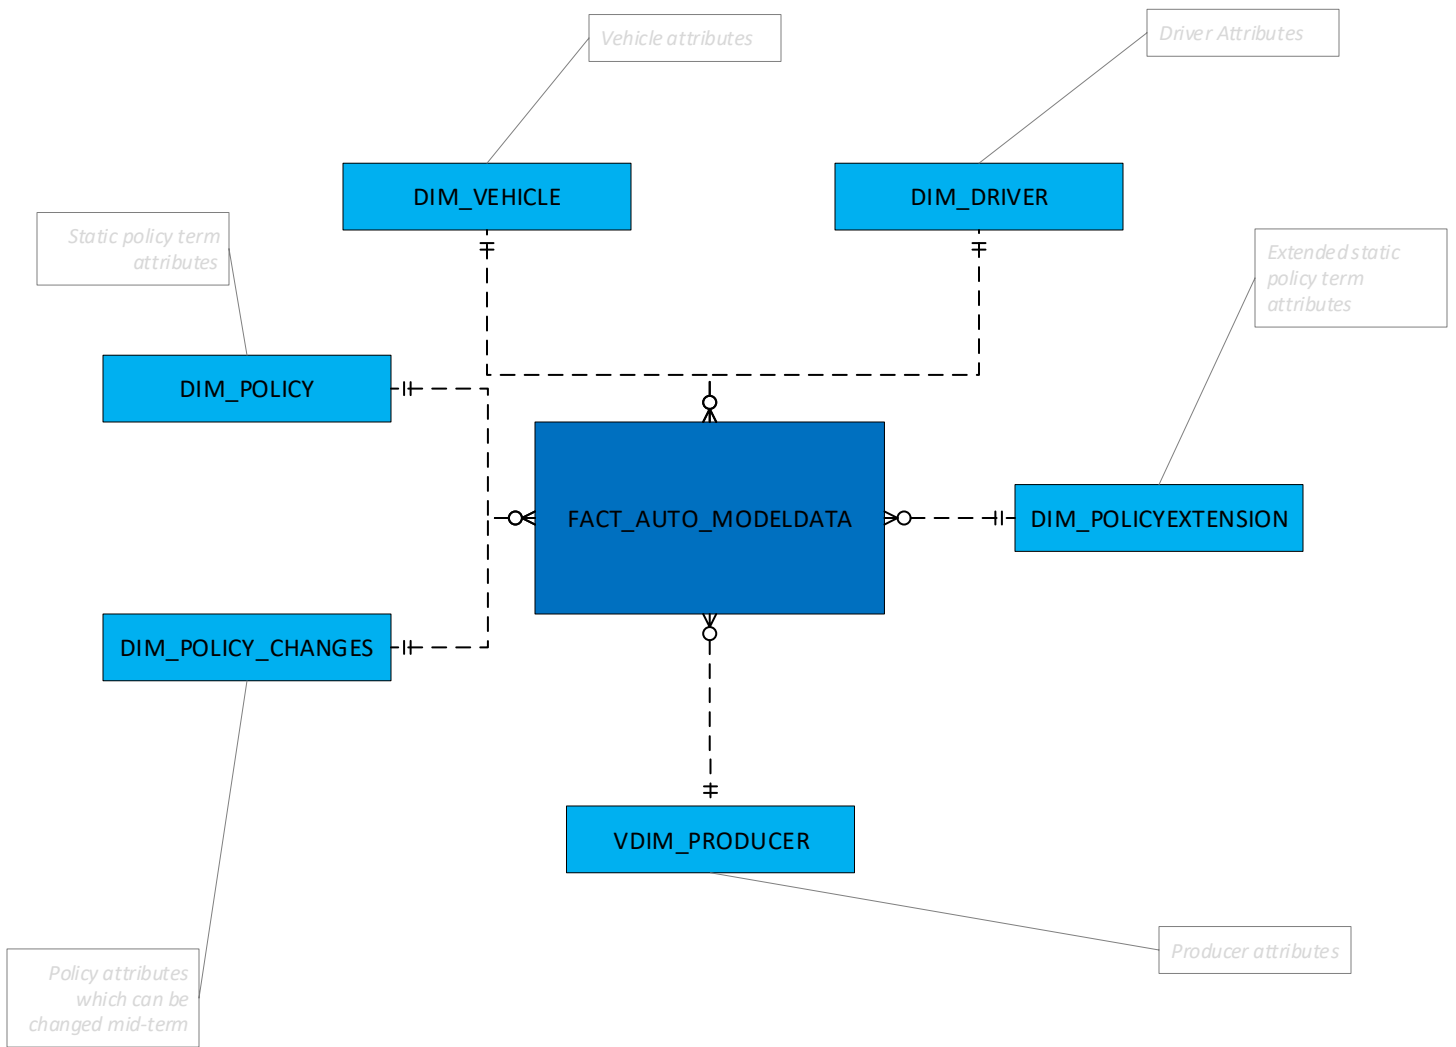 Vehicle attributes
Driver Attributes
DIM_VEHICLE
DIM_DRIVER
Static policy term
attributes
Extended static
policy term
attributes
DIM_POLICY
FACT_AUTO_MODELDATA
DIM_POLICYEXTENSION
DIM_POLICY_CHANGES
VDIM_PRODUCER
Producer attributes
Policy attributes
which can be
changed mid-term